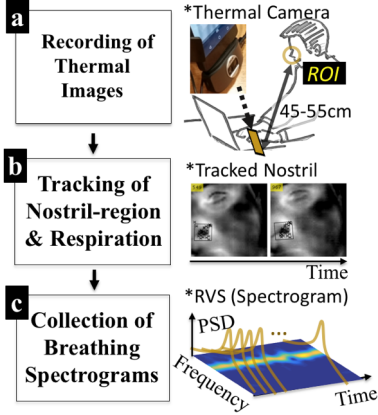 a
Recording of
Thermal
Images
*Thermal Camera
ROI
45-55cm
b
Tracking of
Nostril-region
& Respiration
*Tracked Nostril
Time
c
Collection of
Breathing
Spectrograms
*RVS (Spectrogram)
PSD
...
Frequency
Time